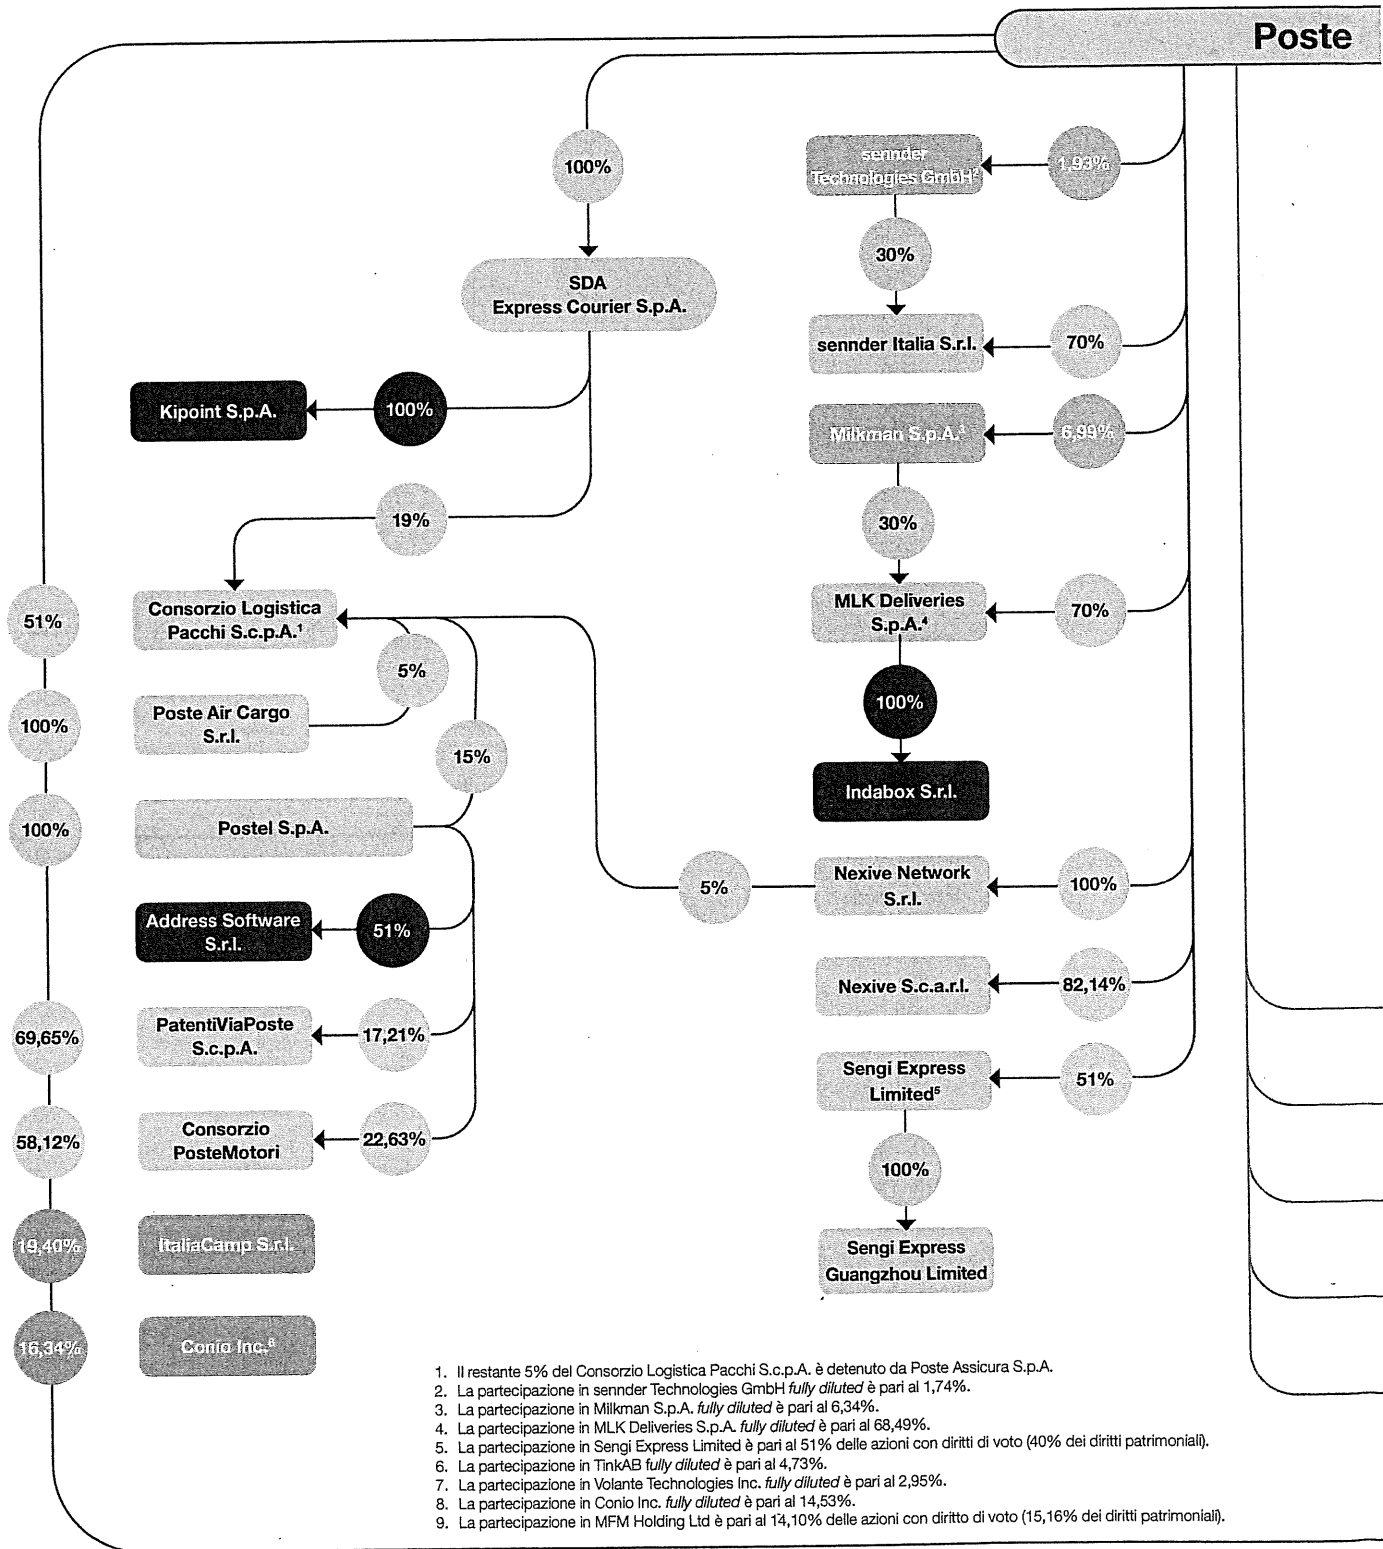 Poste
100%
sennder
Technologies GmbH²
1,93%
30%
SDA
Express Courier S.p.A.
sennder Italia S.r.l.
70%
Kipoint S.p.A.
100%
Milkman S.p.A.³
6,99%
19%
30%
51%
Consorzio Logistica
Pacchi S.c.p.A.¹
MLK Deliveries
S.p.A.⁴
70%
5%
100%
Poste Air Cargo
S.r.l.
100%
15%
Indabox S.r.l.
100%
Postel S.p.A.
5%
Nexive Network
S.r.l.
100%
Address Software
S.r.l.
51%
Nexive S.c.a.r.l.
82,14%
69,65%
PatentiViaPoste
S.c.p.A.
17,21%
Sengi Express
Limited⁵
51%
58,12%
Consorzio
PosteMotori
22,63%
100%
19,40%
ItaliaCamp S.r.l.
Sengi Express
Guangzhou Limited
16,34%
Conio Inc.⁸
1. Il restante 5% del Consorzio Logistica Pacchi S.c.p.A. è detenuto da Poste Assicura S.p.A.
2. La partecipazione in sennder Technologies GmbH fully diluted è pari al 1,74%.
3. La partecipazione in Milkman S.p.A. fully diluted è pari al 6,34%.
4. La partecipazione in MLK Deliveries S.p.A. fully diluted è pari al 68,49%.
5. La partecipazione in Sengi Express Limited è pari al 51% delle azioni con diritti di voto (40% dei diritti patrimoniali).
6. La partecipazione in TinkAB fully diluted è pari al 4,73%.
7. La partecipazione in Volante Technologies Inc. fully diluted è pari al 2,95%.
8. La partecipazione in Conio Inc. fully diluted è pari al 14,53%.
9. La partecipazione in MFM Holding Ltd è pari al 14,10% delle azioni con diritto di voto (15,16% dei diritti patrimoniali).